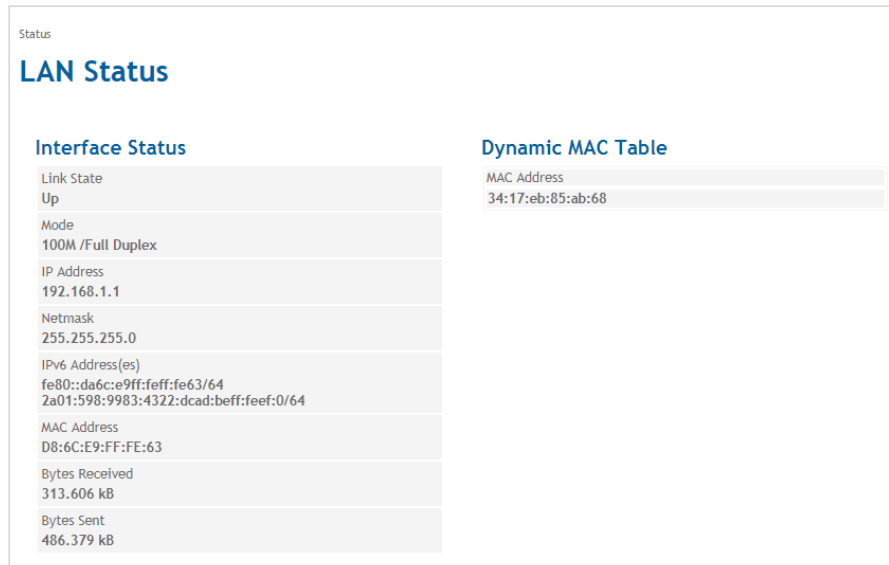 Status
LAN Status
Interface Status
Link State
Up
Mode
100M /Full Duplex
IP Address
192.168.1.1
Netmask
255.255.255.0
IPv6 Address(es)
fe80::da6c:e9ff:feff:fe63/64
2a01:598:9983:4322:dcad:beff:feef:0/64
MAC Address
D8:6C:E9:FF:FE:63
Bytes Received
313.606 kB
Bytes Sent
486.379 kB
Dynamic MAC Table
MAC Address
34:17:eb:85:ab:68